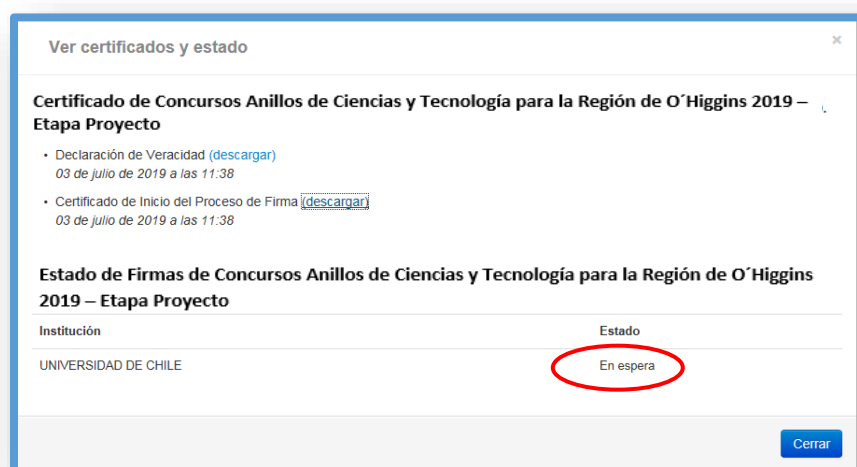 Ver certificados y estado
×
Certificado de Concursos Anillos de Ciencias y Tecnología para la Región de O´Higgins 2019 –
Etapa Proyecto
• Declaración de Veracidad (descargar)
03 de julio de 2019 a las 11:38
• Certificado de Inicio del Proceso de Firma (descargar)
03 de julio de 2019 a las 11:38
Estado de Firmas de Concursos Anillos de Ciencias y Tecnología para la Región de O´Higgins
2019 – Etapa Proyecto
Institución Estado
UNIVERSIDAD DE CHILE En espera
Cerrar